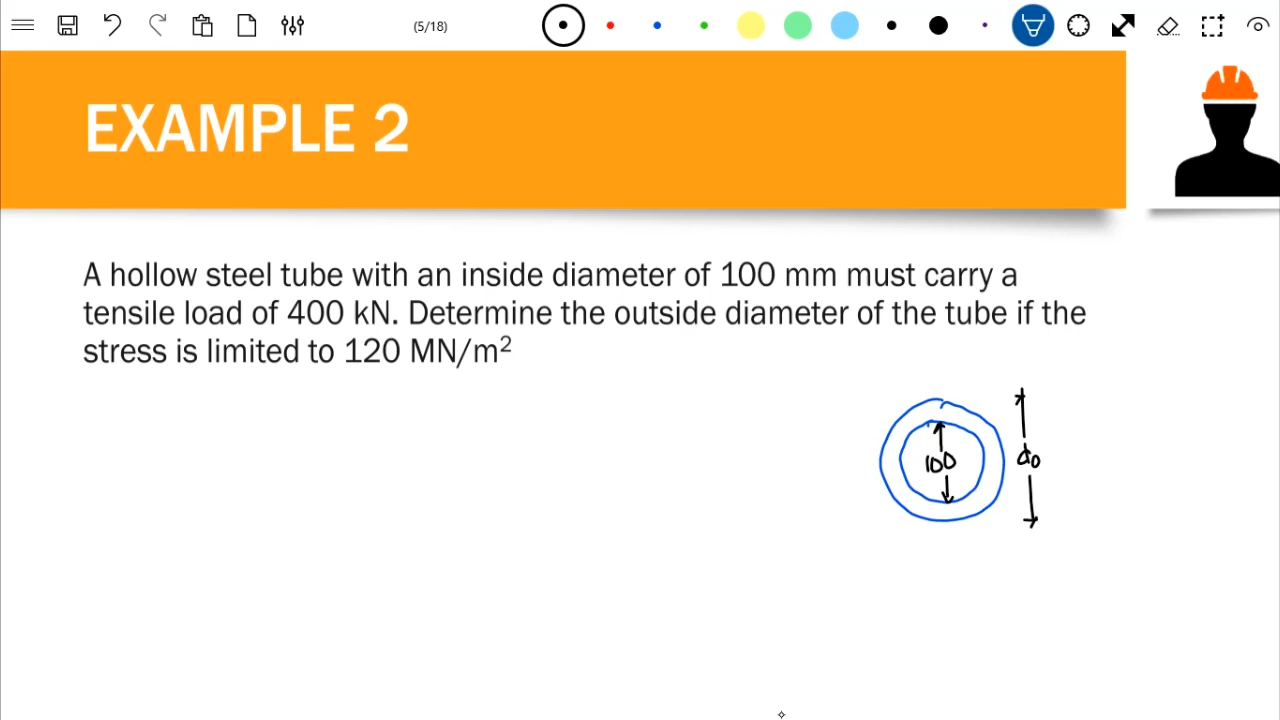 (5/18)
EXAMPLE 2
A hollow steel tube with an inside diameter of 100 mm must carry a
tensile load of 400 kN. Determine the outside diameter of the tube if the
stress is limited to 120 MN/m²
100
do